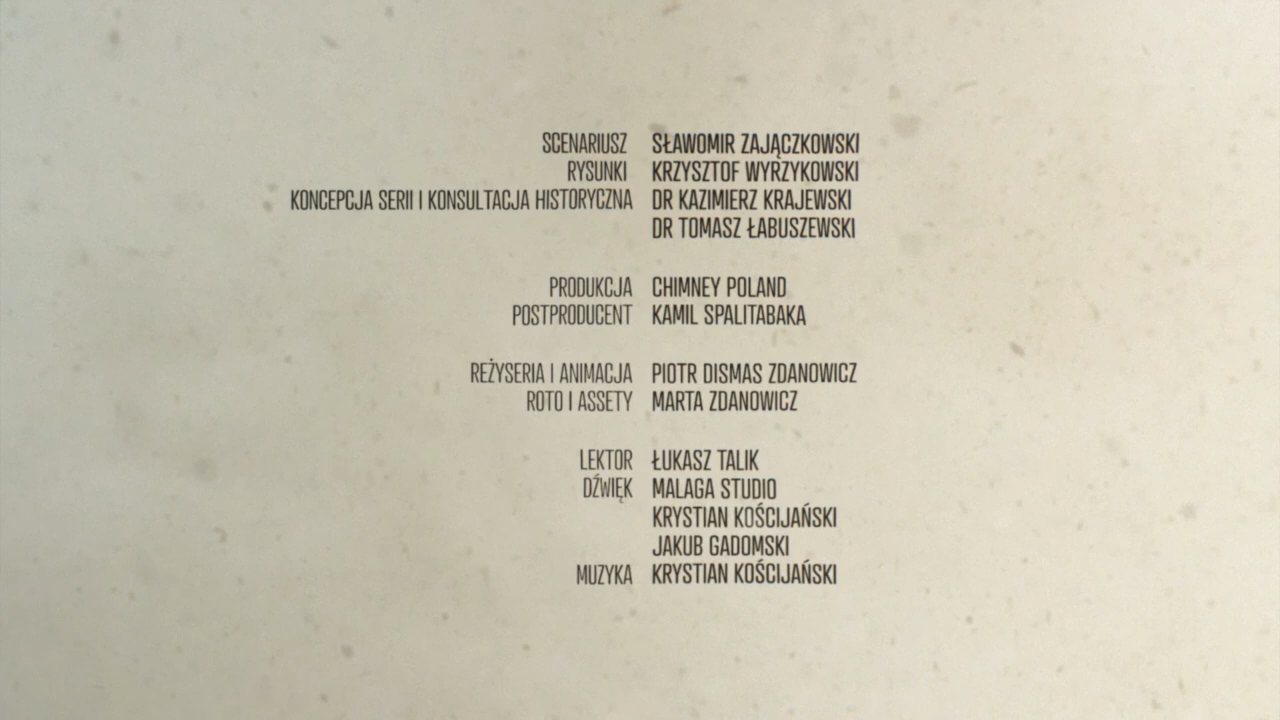 SCENARIUSZ SŁAWOMIR ZAJĄCZKOWSKI
RYSUNKI KRZYSZTOF WYRZYKOWSKI
KONCEPCJA SERII I KONSULTACJA HISTORYCZNA DR KAZIMIERZ KRAJEWSKI
DR TOMASZ ŁABUSZEWSKI
PRODUKCJA CHIMNEY POLAND
POSTPRODUCENT KAMIL SPALITABAKA
REŻYSERIA I ANIMACJA PIOTR DISMAS ZDANOWICZ
ROTO I ASSETY MARTA ZDANOWICZ
LEKTOR ŁUKASZ TALIK
DŹWIĘK MALAGA STUDIO
KRYSTIAN KOŚCIJAŃSKI
JAKUB GADOMSKI
MUZYKA KRYSTIAN KOŚCIJAŃSKI